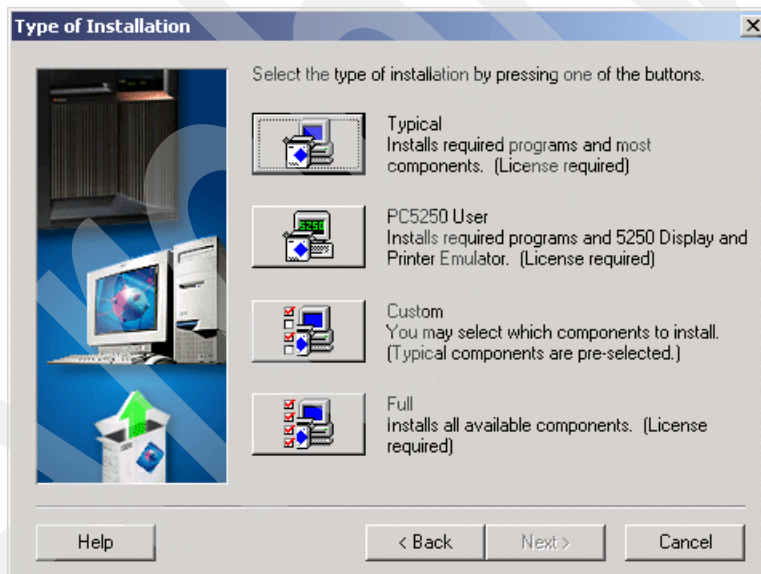 Type of Installation
Select the type of installation by pressing one of the buttons.
Typical
Installs required programs and most
components. (License required)
5250
PC5250 User
Installs required programs and 5250 Display and
Printer Emulator. (License required)
Custom
You may select which components to install.
(Typical components are pre-selected.)
Full
Installs all available components. (License
required)
Help
< Back
Next >
Cancel